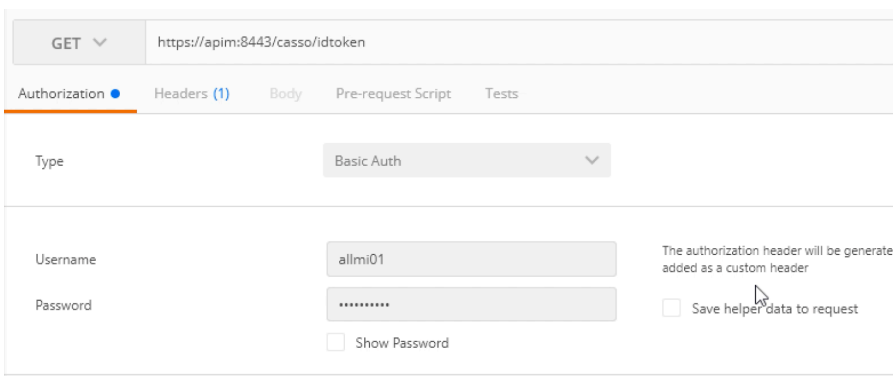 GET https://apim:8443/casso/idtoken
Authorization Headers (1) Body Pre-request Script Tests
Type Basic Auth
Username allmi01
The authorization header will be generate
added as a custom header
Password ••••••••••
Save helper data to request
Show Password